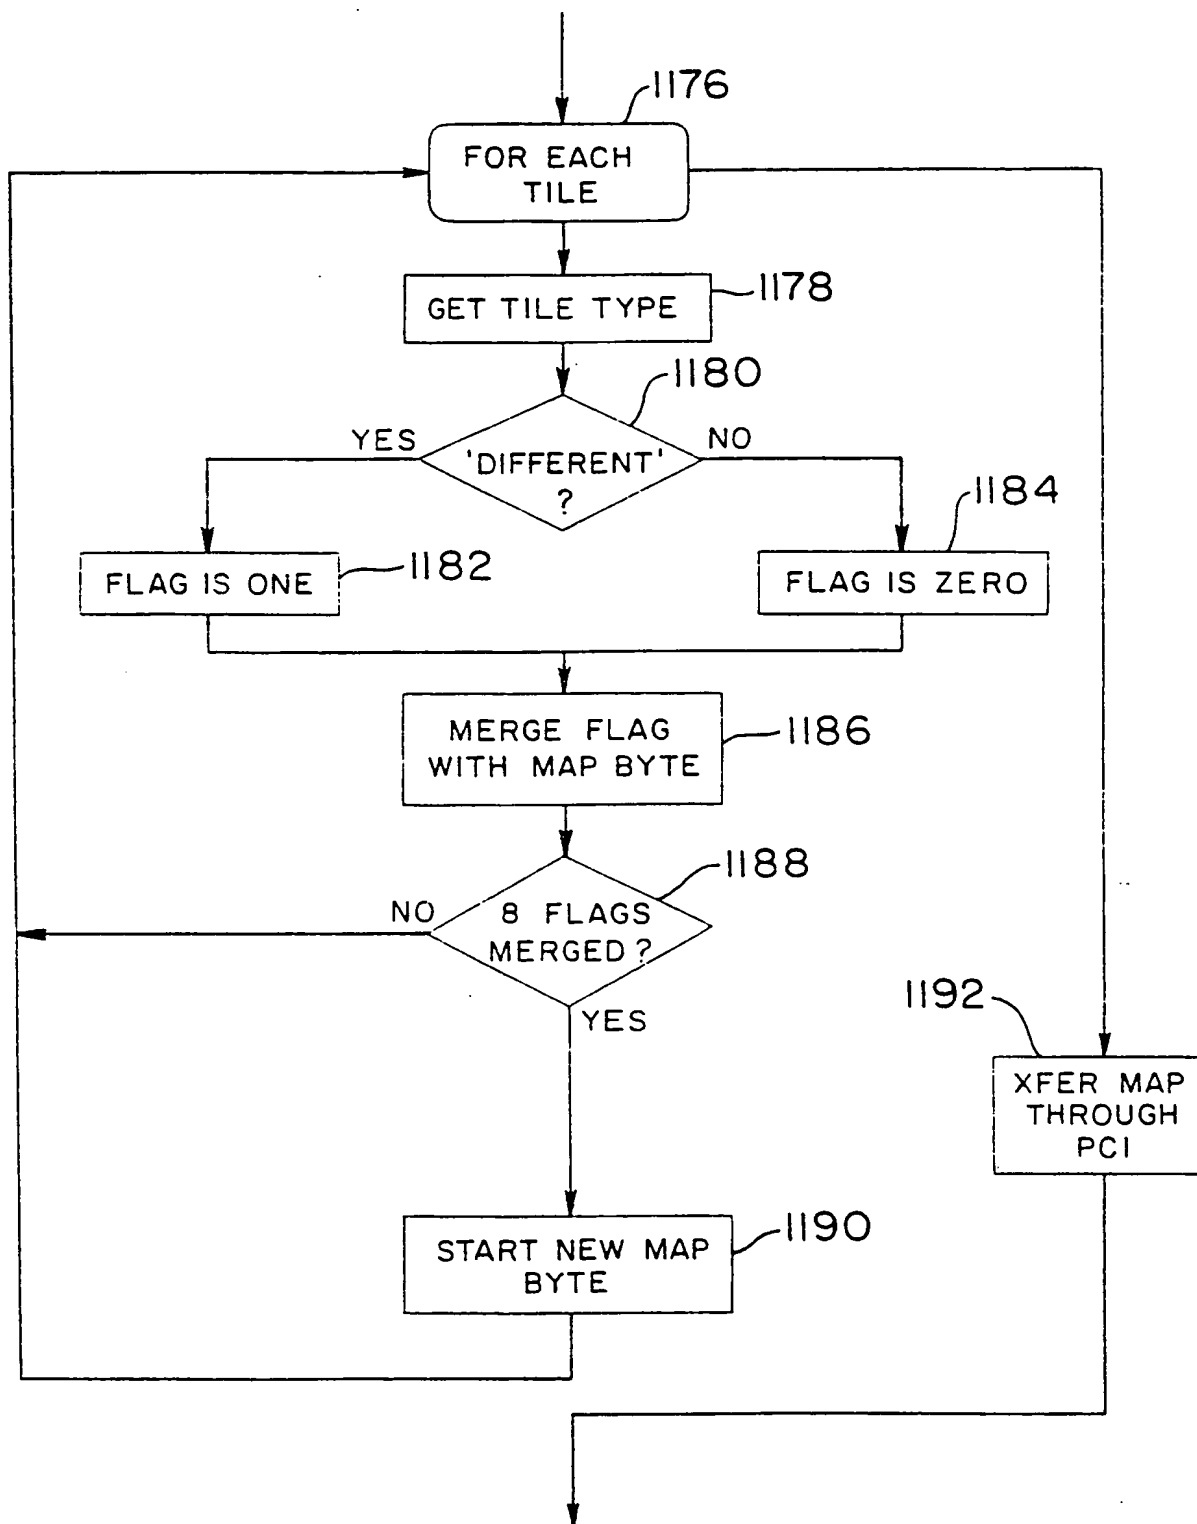 1176
FOR EACH
TILE
GET TILE TYPE
1178
1180
YES
NO
'DIFFERENT'
?
1184
FLAG IS ONE
1182
FLAG IS ZERO
MERGE FLAG
WITH MAP BYTE
1186
1188
NO
8 FLAGS
MERGED?
YES
1192
XFER MAP
THROUGH
PCI
START NEW MAP
BYTE
1190